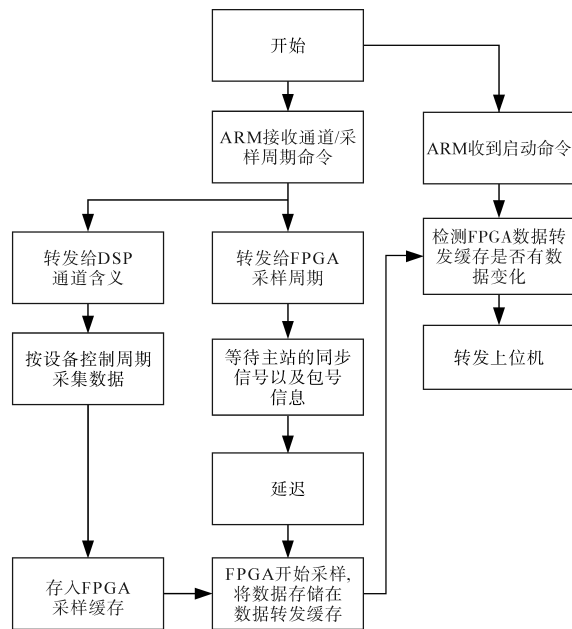 开始
ARM接收通道/采
样周期命令
ARM收到启动命令
转发给DSP
通道含义
转发给FPGA
采样周期
检测FPGA数据转
发缓存是否有数
据变化
按设备控制周期
采集数据
等待主站的同步
信号以及包号
信息
转发上位机
延迟
存入FPGA
采样缓存
FPGA开始采样,
将数据存储在
数据转发缓存